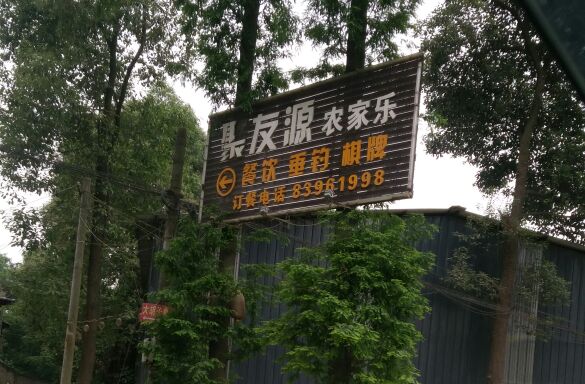 聚友源 农家乐
餐饮 垂钓 棋牌
订餐电话 83961998